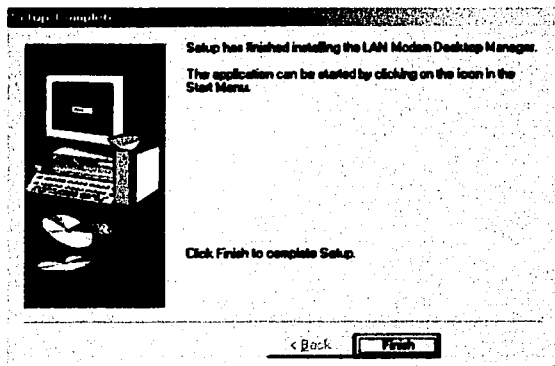 Setup Complete
Setup has finished installing the LAN Modem Desktop Manager.
The application can be started by clicking on the icon in the
Start Menu.
Click Finish to complete Setup.
< Back
Finish